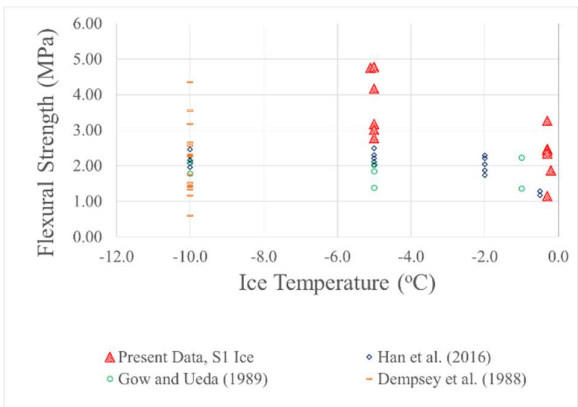 6.00
5.00
4.00
3.00
2.00
1.00
0.00
Flexural Strength (MPa)
-12.0 -10.0 -8.0 -6.0 -4.0 -2.0 0.0
Ice Temperature (°C)
Present Data, S1 Ice
Han et al. (2016)
Gow and Ueda (1989)
Dempsey et al. (1988)